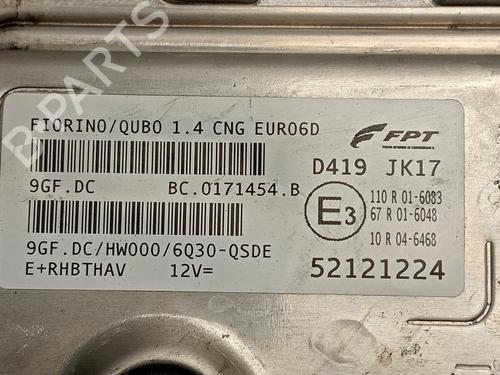 FIORINO/QUBO 1.4 CNG EURO6D
FPT
D419 JK17
9GF.DC BC.0171454.B
E3
110 R 01-6083
67 R 01-6048
10 R 04-6468
9GF.DC/HW000/6Q30-QSDE
E+RHBTHAV 12V=
52121224
B-PARTS